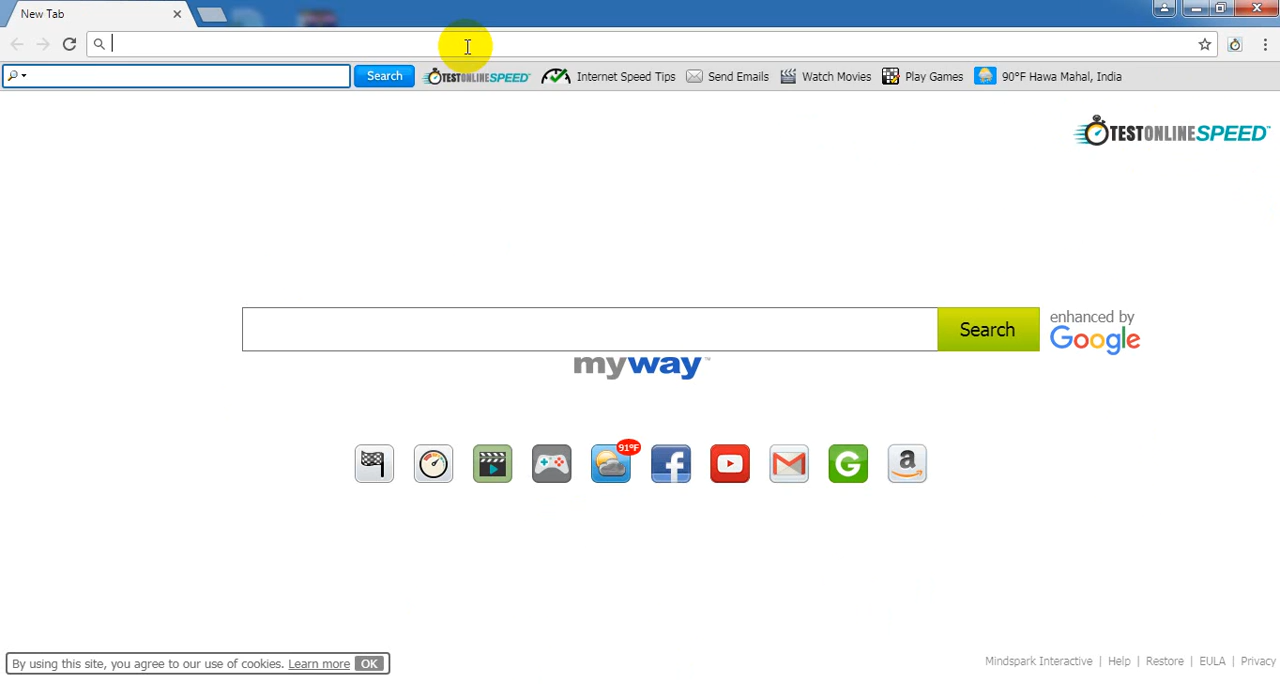 New Tab
Search TESTONLINESPEED Internet Speed Tips Send Emails Watch Movies Play Games 90°F Hawa Mahal, India
TESTONLINESPEED™
Search enhanced by Google
myway™
91°F
f G a
By using this site, you agree to our use of cookies. Learn more OK
Mindspark Interactive | Help | Restore | EULA | Privacy